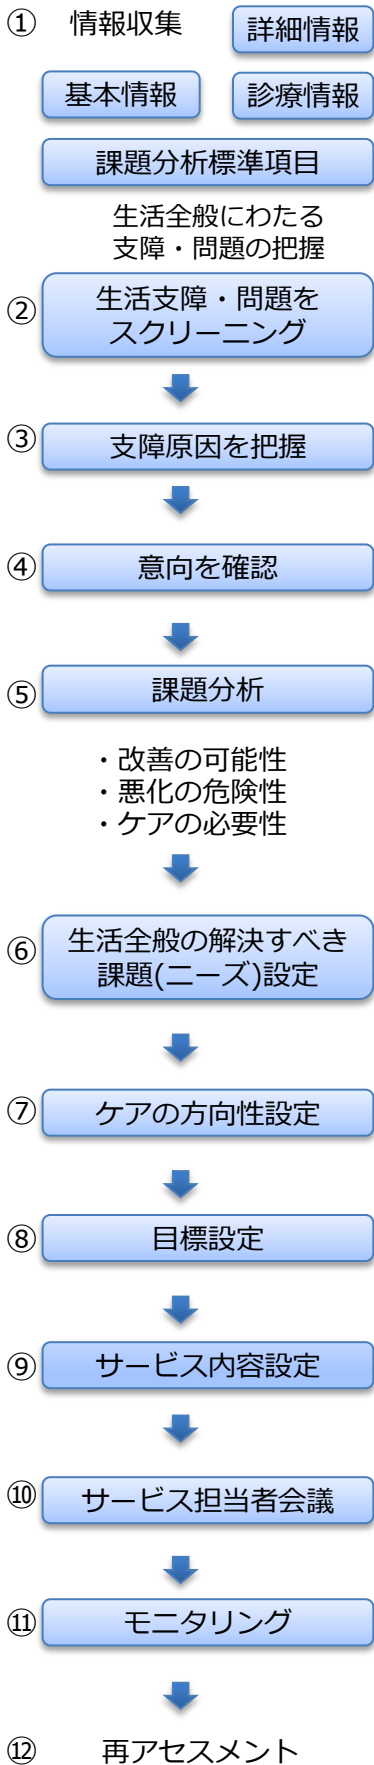 ① 情報収集
詳細情報
基本情報
診療情報
課題分析標準項目
生活全般にわたる
支障・問題の把握
② 生活支障・問題を
スクリーニング
③ 支障原因を把握
④ 意向を確認
⑤ 課題分析
・改善の可能性
・悪化の危険性
・ケアの必要性
⑥ 生活全般の解決すべき
課題(ニーズ)設定
⑦ ケアの方向性設定
⑧ 目標設定
⑨ サービス内容設定
⑩ サービス担当者会議
⑪ モニタリング
⑫ 再アセスメント